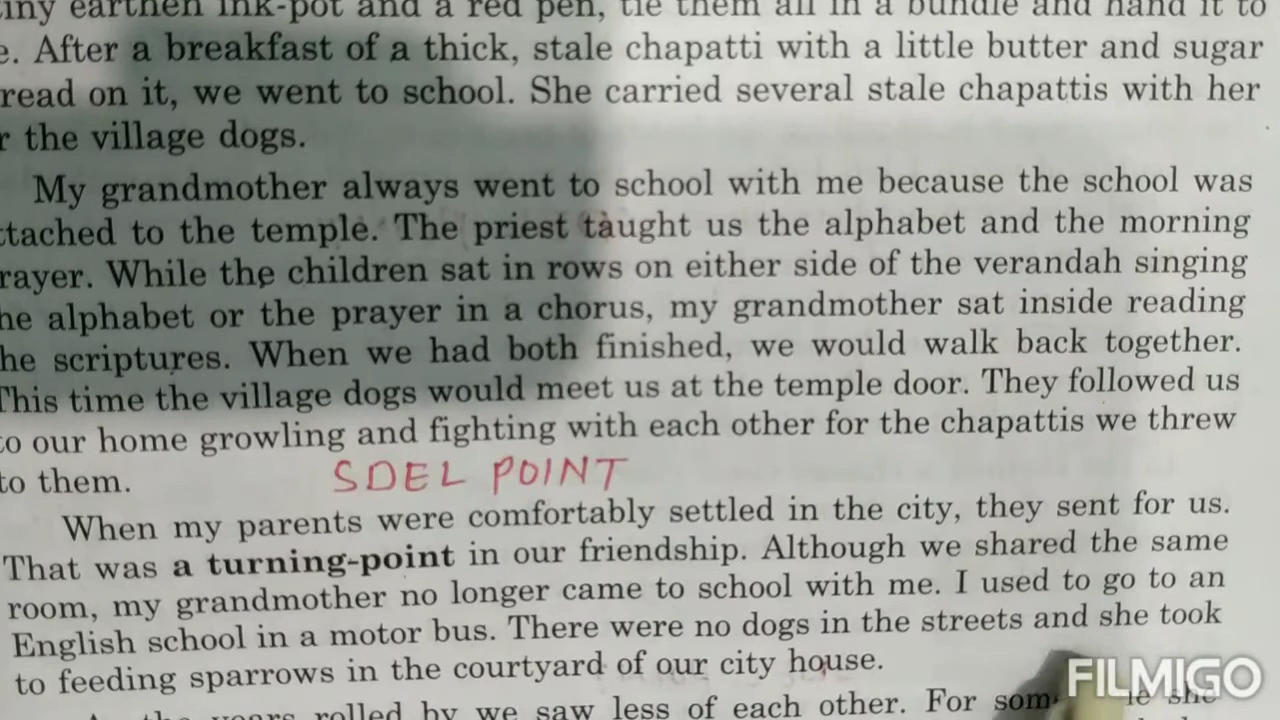 iny earthen ink-pot and a red pen, tie them all in a bundle and hand it to
e. After a breakfast of a thick, stale chapatti with a little butter and sugar
read on it, we went to school. She carried several stale chapattis with her
r the village dogs.
My grandmother always went to school with me because the school was
ttached to the temple. The priest taught us the alphabet and the morning
rayer. While the children sat in rows on either side of the verandah singing
he alphabet or the prayer in a chorus, my grandmother sat inside reading
he scriptures. When we had both finished, we would walk back together.
This time the village dogs would meet us at the temple door. They followed us
to our home growling and fighting with each other for the chapattis we threw
to them.
SDEL POINT
When my parents were comfortably settled in the city, they sent for us.
That was a turning-point in our friendship. Although we shared the same
room, my grandmother no longer came to school with me. I used to go to an
English school in a motor bus. There were no dogs in the streets and she took
to feeding sparrows in the courtyard of our city house.
FILMIGO
the years rolled by we saw less of each other. For she